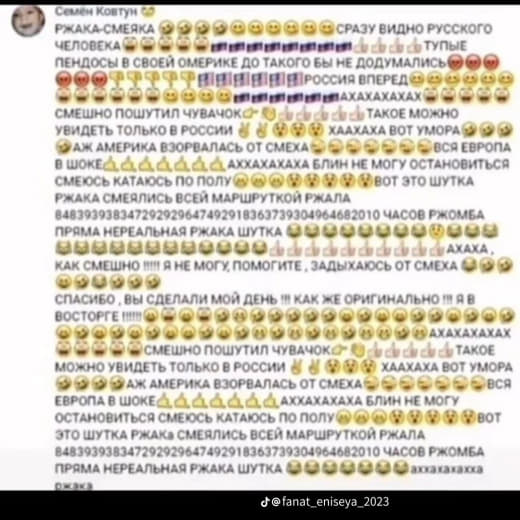 Семён Ковтун 😏
РЖАКА-СМЕЯКА 🤣🤣🤣🤣😀😀😀😀😀😀СРАЗУ ВИДНО РУССКОГО
ЧЕЛОВЕКА😀😀😀😀😀🇷🇺🇷🇺🇷🇺🇷🇺🇷🇺🇷🇺🇷🇺👍🏻👍🏻👍🏻👍🏻ТУПЫЕ
ПЕНДОСЫ В СВОЕЙ ОМЕРИКЕ ДО ТАКОГО БЫ НЕ ДОДУМАЛИСЬ😡😡😡
😡😡😡👎👎👎👎👎🇺🇸🇺🇸🇺🇸🇺🇸🇺🇸РОССИЯ ВПЕРЕД😀😀😀😀😀😀
😀😀😀😀😀😀😀😀😀😀🇷🇺🇷🇺🇷🇺🇷🇺🇷🇺АХАХАХАХАХ😀😀😀😀
СМЕШНО ПОШУТИЛ ЧУВАЧОК👉👏👍🏻👍🏻👍🏻👍🏻👍🏻ТАКОЕ МОЖНО
УВИДЕТЬ ТОЛЬКО В РОССИИ ✌✌😲😲 ХААХАХА ВОТ УМОРА🤣🤣🤣
🤣АЖ АМЕРИКА ВЗОРВАЛАСЬ ОТ СМЕХА😜😜😜😜😜😜😜ВСЯ ЕВРОПА
В ШОКЕ🤙🤙🤙🤙🤙🤙🤙АХХАХАХАХА БЛИН НЕ МОГУ ОСТАНОВИТЬСЯ
СМЕЮСЬ КАТАЮСЬ ПО ПОЛУ😁😁😁😲😲😲😲ВОТ ЭТО ШУТКА
РЖАКА СМЕЯЛИСЬ ВСЕЙ МАРШРУТКОЙ РЖАЛА
848393938347292929647492918363739304964682010 ЧАСОВ РЖОМБА
ПРЯМА НЕРЕАЛЬНАЯ РЖАКА ШУТКА 😂😂😂😂😂😂😂😂😲😂😂
😂😂😂😂😂😂😂😂😂😂😂👍🏻👍🏻👍🏻👍🏻👍🏻👍🏻👍🏻👍🏻👍🏻АХАХА ,
КАК СМЕШНО !!!!! Я НЕ МОГУ, ПОМОГИТЕ , ЗАДЫХАЮСЬ ОТ СМЕХА 😂🤣🤣
😀🤣😂🤣🤣🤣
СПАСИБО , ВЫ СДЕЛАЛИ МОЙ ДЕНЬ !!! КАК ЖЕ ОРИГИНАЛЬНО !!! Я В
ВОСТОРГЕ !!!!!!😀😀😀😀🤣😀😀😀🤣😀😀😀🤣🤣😀😀😀
😀🤣😀😀🤣😀🤣😀😀🤣🤣😀😀🤣😀😀😀АХАХАХАХАХ
😀😀😀😀СМЕШНО ПОШУТИЛ ЧУВАЧОК👉👏👍🏻👍🏻👍🏻👍🏻👍🏻ТАКОЕ
МОЖНО УВИДЕТЬ ТОЛЬКО В РОССИИ ✌✌😲😲 ХААХАХА ВОТ УМОРА
🤣🤣🤣🤣АЖ АМЕРИКА ВЗОРВАЛАСЬ ОТ СМЕХА😜😜😜😜😜😜😜ВСЯ
ЕВРОПА В ШОКЕ🤙🤙🤙🤙🤙🤙🤙АХХАХАХАХА БЛИН НЕ МОГУ
ОСТАНОВИТЬСЯ СМЕЮСЬ КАТАЮСЬ ПО ПОЛУ😁😁😁😲😲😲😲ВОТ
ЭТО ШУТКА РЖАКа СМЕЯЛИСЬ ВСЕЙ МАРШРУТКОЙ РЖАЛА
848393938347292929647492918363739304964682010 ЧАСОВ РЖОМБА
ПРЯМА НЕРЕАЛЬНАЯ РЖАКА ШУТКА 😂😂😂😂😂😂😂аххахахахха
ржака
@fanat_eniseya_2023